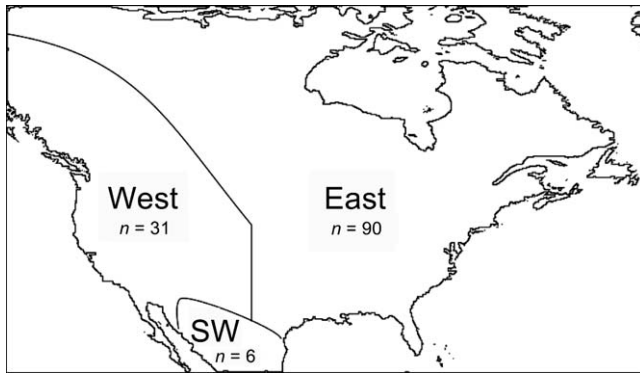 West
n = 31
East
n = 90
SW
n = 6